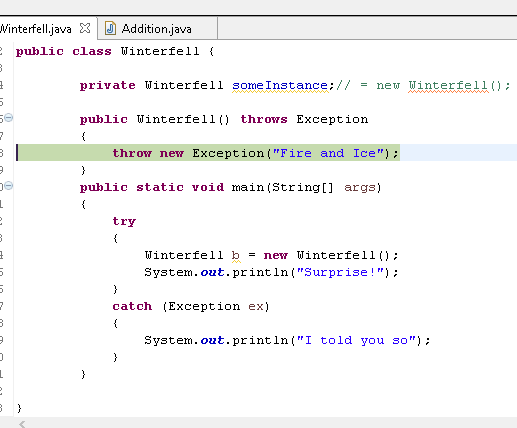 Winterfell.java Addition.java
2 public class Winterfell {
3
4 private Winterfell someInstance;// = new Winterfell();
5
6 public Winterfell() throws Exception
7 {
8 throw new Exception("Fire and Ice");
9 }
0 public static void main(String[] args)
1 {
2 try
3 {
4 Winterfell b = new Winterfell();
5 System.out.println("Surprise!");
6 }
7 catch (Exception ex)
8 {
9 System.out.println("I told you so");
0 }
1 }
2
3 }